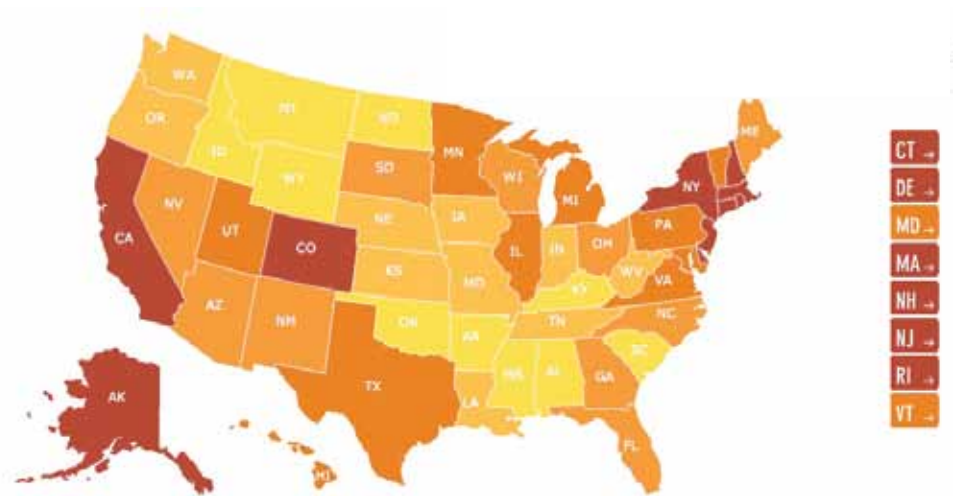 WA
MT
ND
MN
OR
ID
WY
SD
WI
MI
NY
ME
NV
UT
CO
NE
IA
IL
IN
OH
PA
CA
KS
MO
KY
WV
VA
AZ
NM
OK
AR
TN
NC
TX
LA
MS
AL
GA
SC
AK
HI
FL
CT →
DE →
MD →
MA →
NH →
NJ →
RI →
VT →